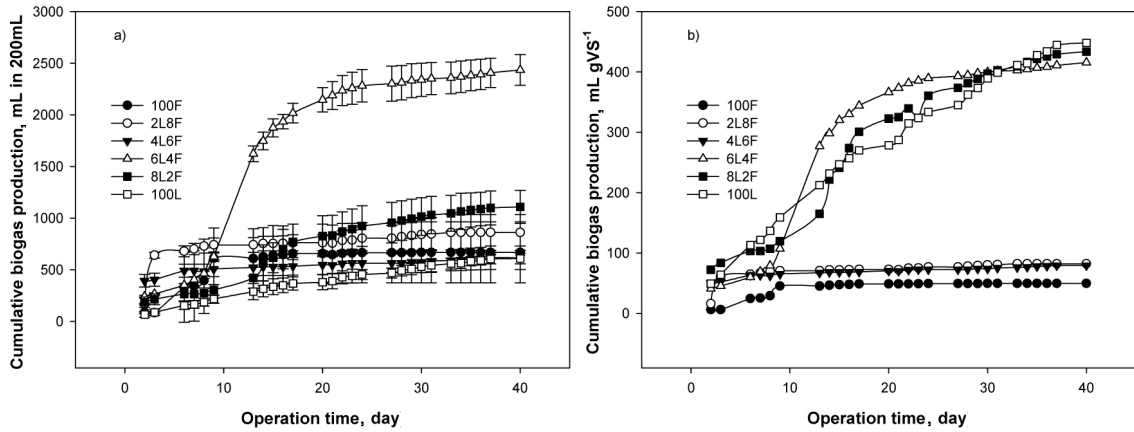 a)
Cumulative biogas production, mL in 200mL
3000
2500
2000
1500
1000
500
0
100F
2L8F
4L6F
6L4F
8L2F
100L
0 10 20 30 40
Operation time, day
b)
Cumulative biogas production, mL gVS-1
500
400
300
200
100
0
100F
2L8F
4L6F
6L4F
8L2F
100L
0 10 20 30 40
Operation time, day